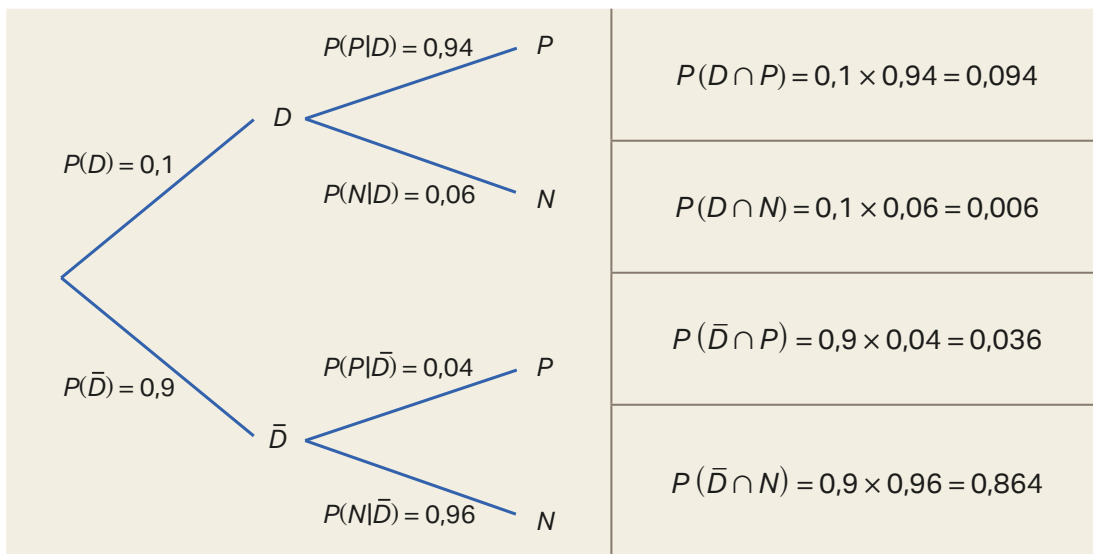 P(P|D) = 0,94
P
D
P(D) = 0,1
P(N|D) = 0,06
N
P(P|D̄) = 0,04
P
P(D̄) = 0,9
D̄
P(N|D̄) = 0,96
N
P(D ∩ P) = 0,1 × 0,94 = 0,094
P(D ∩ N) = 0,1 × 0,06 = 0,006
P(D̄ ∩ P) = 0,9 × 0,04 = 0,036
P(D̄ ∩ N) = 0,9 × 0,96 = 0,864